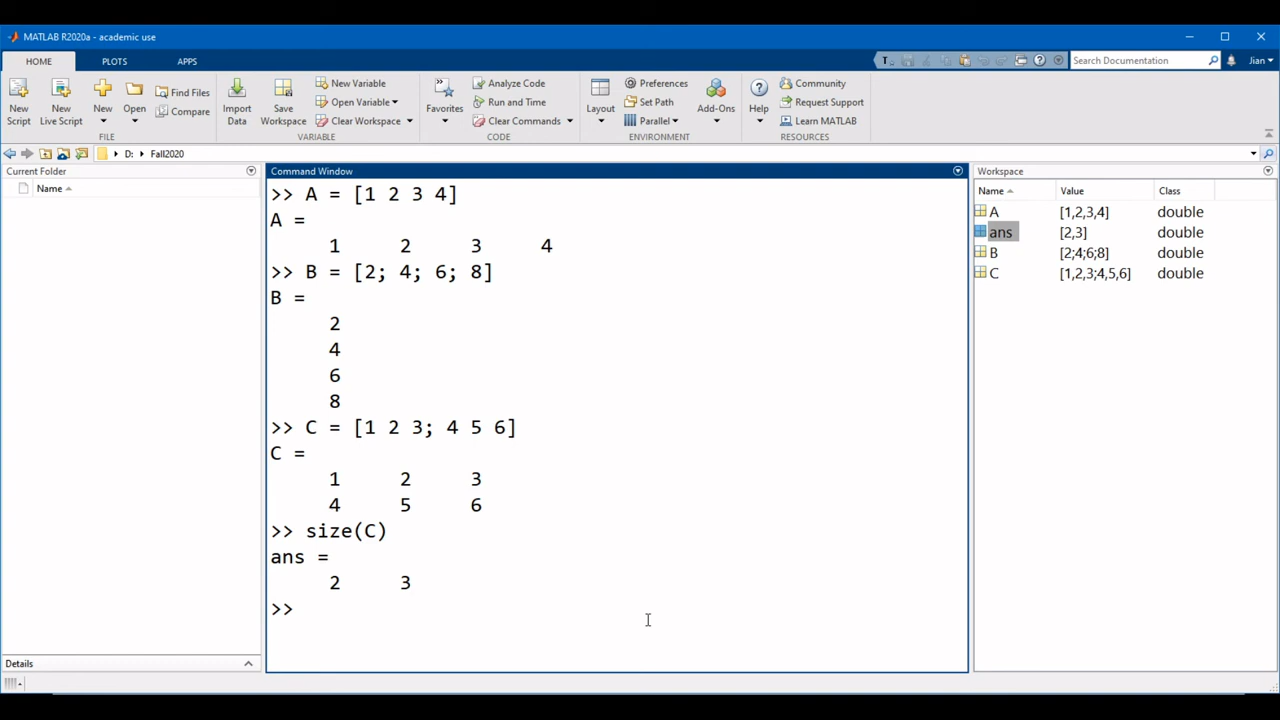 MATLAB R2020a - academic use
HOME PLOTS APPS
Search Documentation Jian
New Script
New Live Script
New
Open
Find Files
Compare
FILE
Import Data
Save Workspace
New Variable
Open Variable
Clear Workspace
VARIABLE
Favorites
Analyze Code
Run and Time
Clear Commands
CODE
Layout
Preferences
Set Path
Parallel
ENVIRONMENT
Add-Ons
Help
Community
Request Support
Learn MATLAB
RESOURCES
D: Fall2020
Current Folder
Name
Details
Command Window
>> A = [1 2 3 4]
A =
1 2 3 4
>> B = [2; 4; 6; 8]
B =
2
4
6
8
>> C = [1 2 3; 4 5 6]
C =
1 2 3
4 5 6
>> size(C)
ans =
2 3
>>
Workspace
Name Value Class
A [1,2,3,4] double
ans [2,3] double
B [2;4;6;8] double
C [1,2,3;4,5,6] double